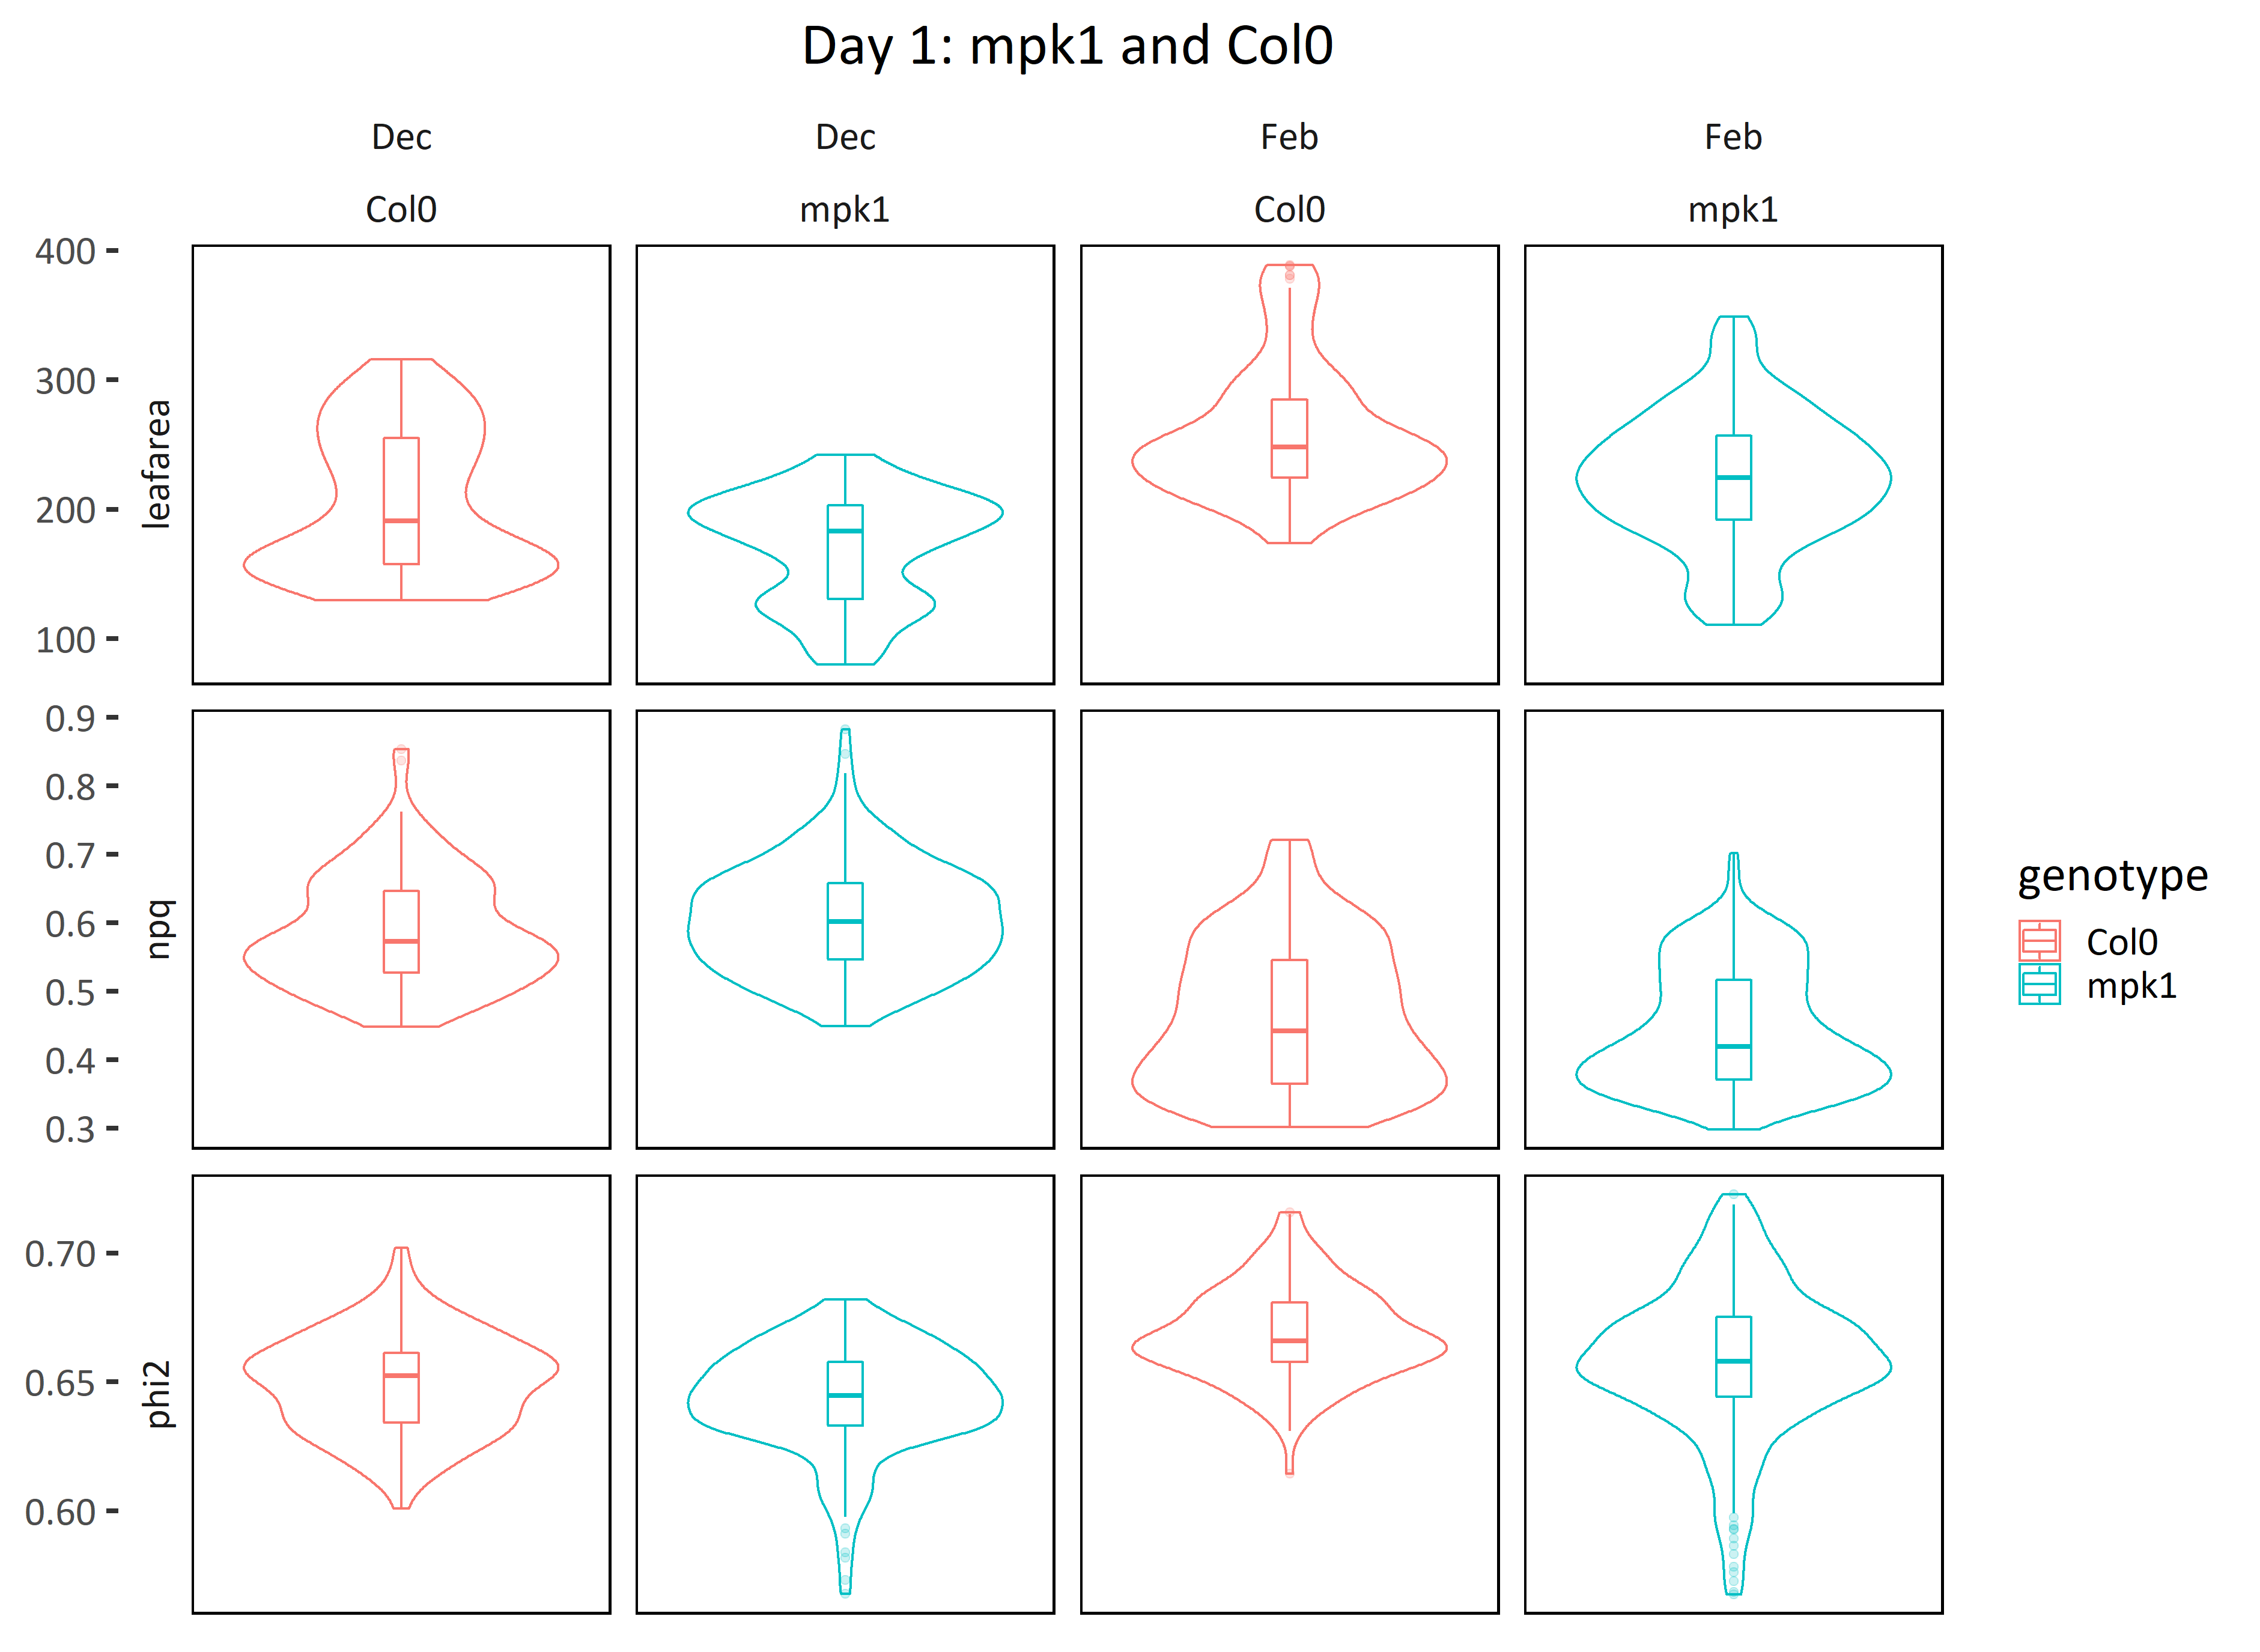 Day 1: mpk1 and Col0
Dec Dec Feb Feb
Col0 mpk1 Col0 mpk1
400
300
200
100
leafarea
0.9
0.8
0.7
0.6
0.5
0.4
0.3
npq
0.70
0.65
0.60
phi2
genotype
Col0
mpk1